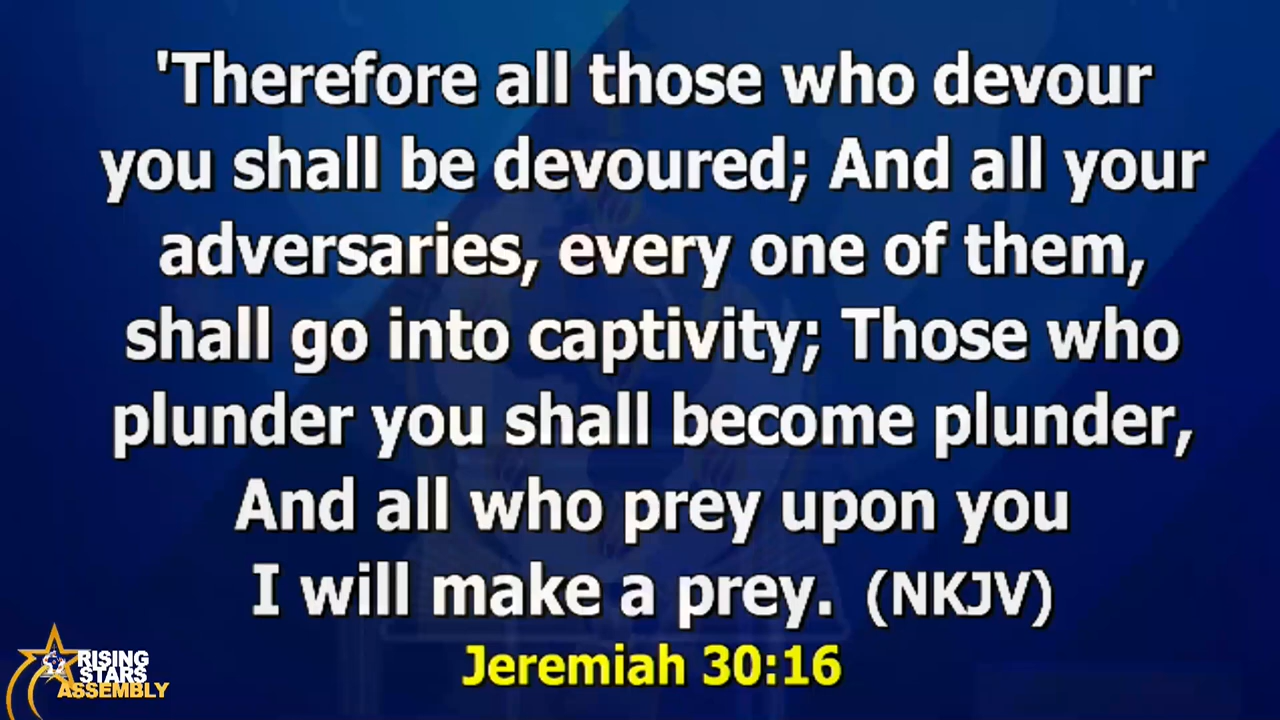 'Therefore all those who devour
you shall be devoured; And all your
adversaries, every one of them,
shall go into captivity; Those who
plunder you shall become plunder,
And all who prey upon you
I will make a prey. (NKJV)
Jeremiah 30:16
RISING
STARS
ASSEMBLY